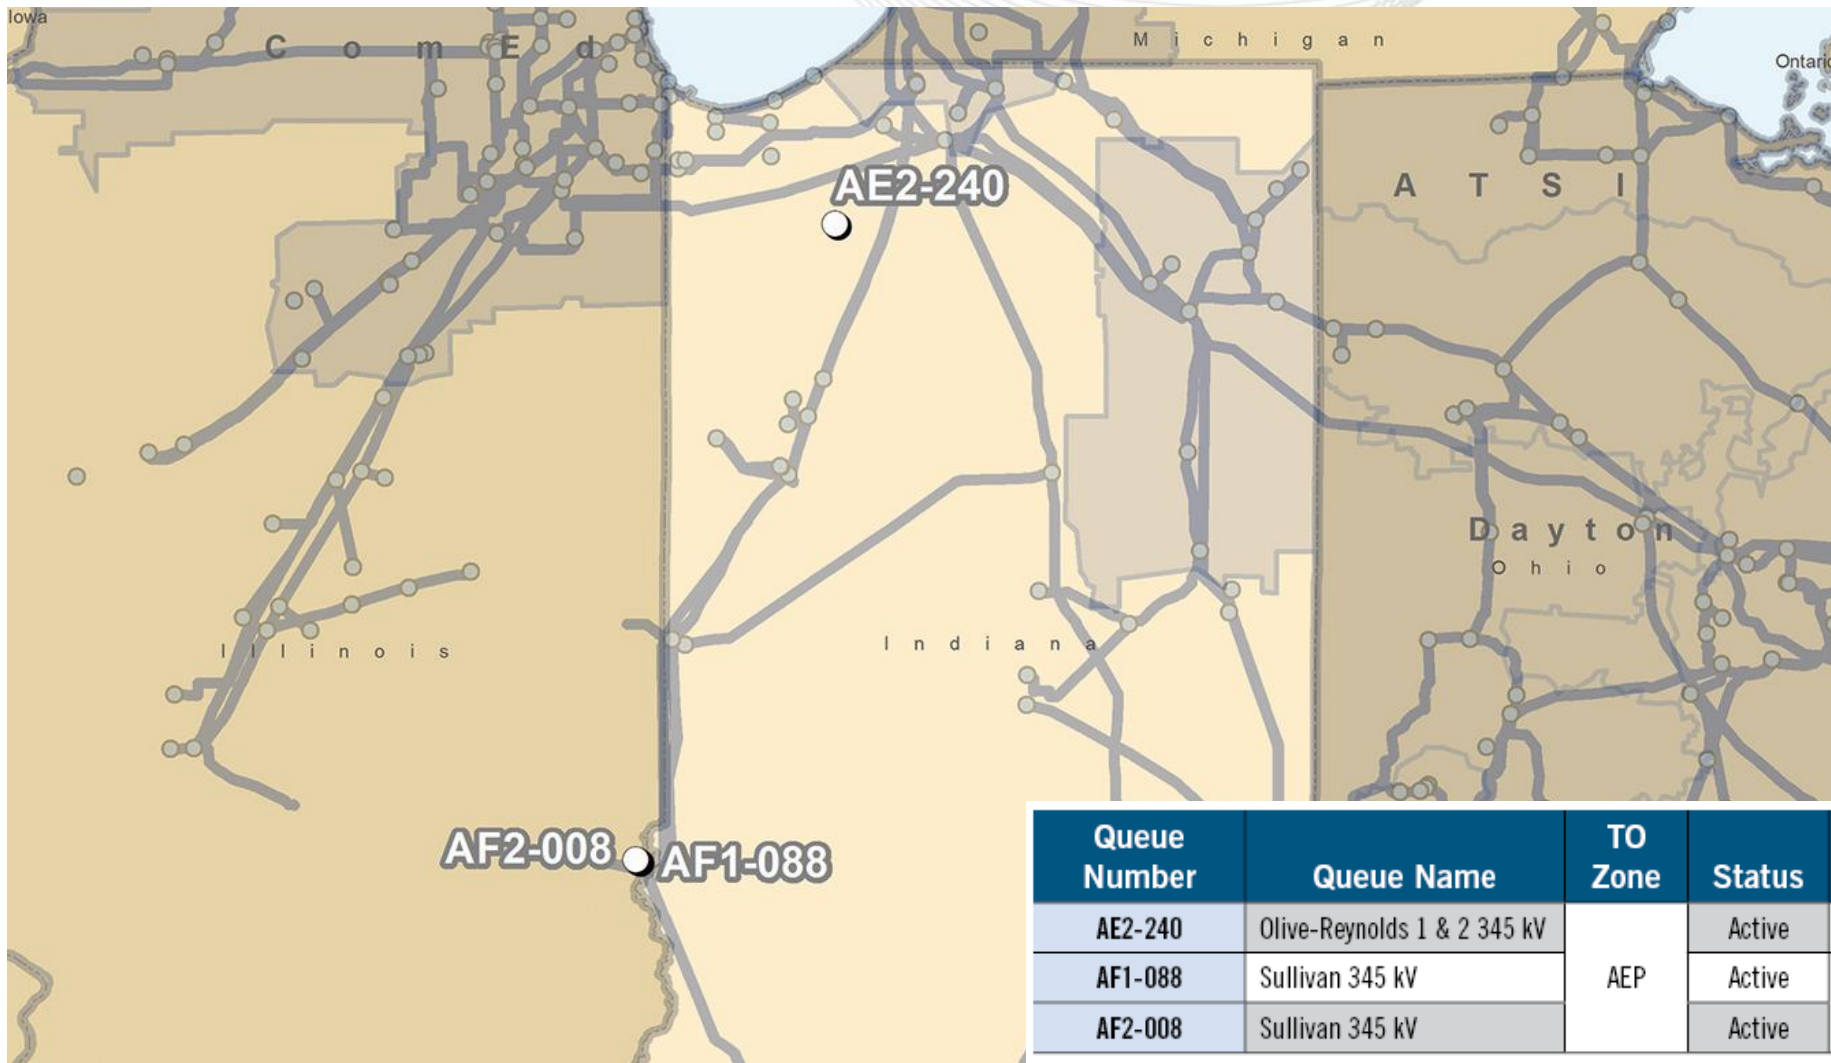 Iowa
C o m E d
M i c h i g a n
Ontario
AE2-240
A T S I
D a y t o n
O h i o
I l l i n o i s
I n d i a n a
AF2-008
AF1-088
Queue Number
Queue Name
TO Zone
Status
AE2-240 Olive-Reynolds 1 & 2 345 kV Active
AF1-088 Sullivan 345 kV AEP Active
AF2-008 Sullivan 345 kV Active